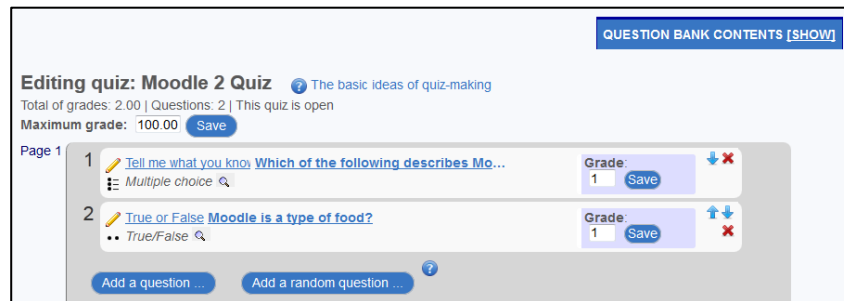 QUESTION BANK CONTENTS [SHOW]
Editing quiz: Moodle 2 Quiz ? The basic ideas of quiz-making
Total of grades: 2.00 | Questions: 2 | This quiz is open
Maximum grade: 100.00 Save
Page 1
1 Tell me what you know Which of the following describes Mo... Grade:
Multiple choice 1 Save
2 True or False Moodle is a type of food? Grade:
True/False 1 Save
Add a question ... Add a random question ... ?